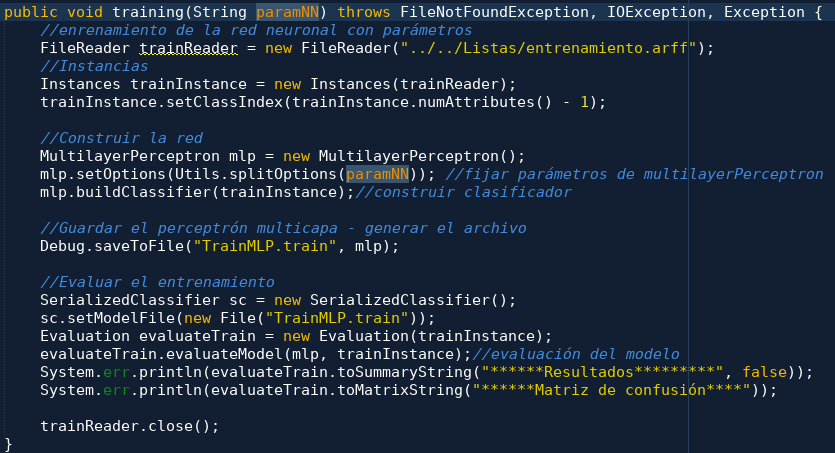 public void training(String paramNN) throws FileNotFoundException, IOException, Exception {
//enrenamiento de la red neuronal con parámetros
FileReader trainReader = new FileReader("../../Listas/entrenamiento.arff");
//Instancias
Instances trainInstance = new Instances(trainReader);
trainInstance.setClassIndex(trainInstance.numAttributes() - 1);
//Construir la red
MultilayerPerceptron mlp = new MultilayerPerceptron();
mlp.setOptions(Utils.splitOptions(paramNN)); //fijar parámetros de multilayerPerceptron
mlp.buildClassifier(trainInstance);//construir clasificador
//Guardar el perceptrón multicapa - generar el archivo
Debug.saveToFile("TrainMLP.train", mlp);
//Evaluar el entrenamiento
SerializedClassifier sc = new SerializedClassifier();
sc.setModelFile(new File("TrainMLP.train"));
Evaluation evaluateTrain = new Evaluation(trainInstance);
evaluateTrain.evaluateModel(mlp, trainInstance);//evaluación del modelo
System.err.println(evaluateTrain.toSummaryString("******Resultados*********", false));
System.err.println(evaluateTrain.toMatrixString("******Matriz de confusión****"));
trainReader.close();
}